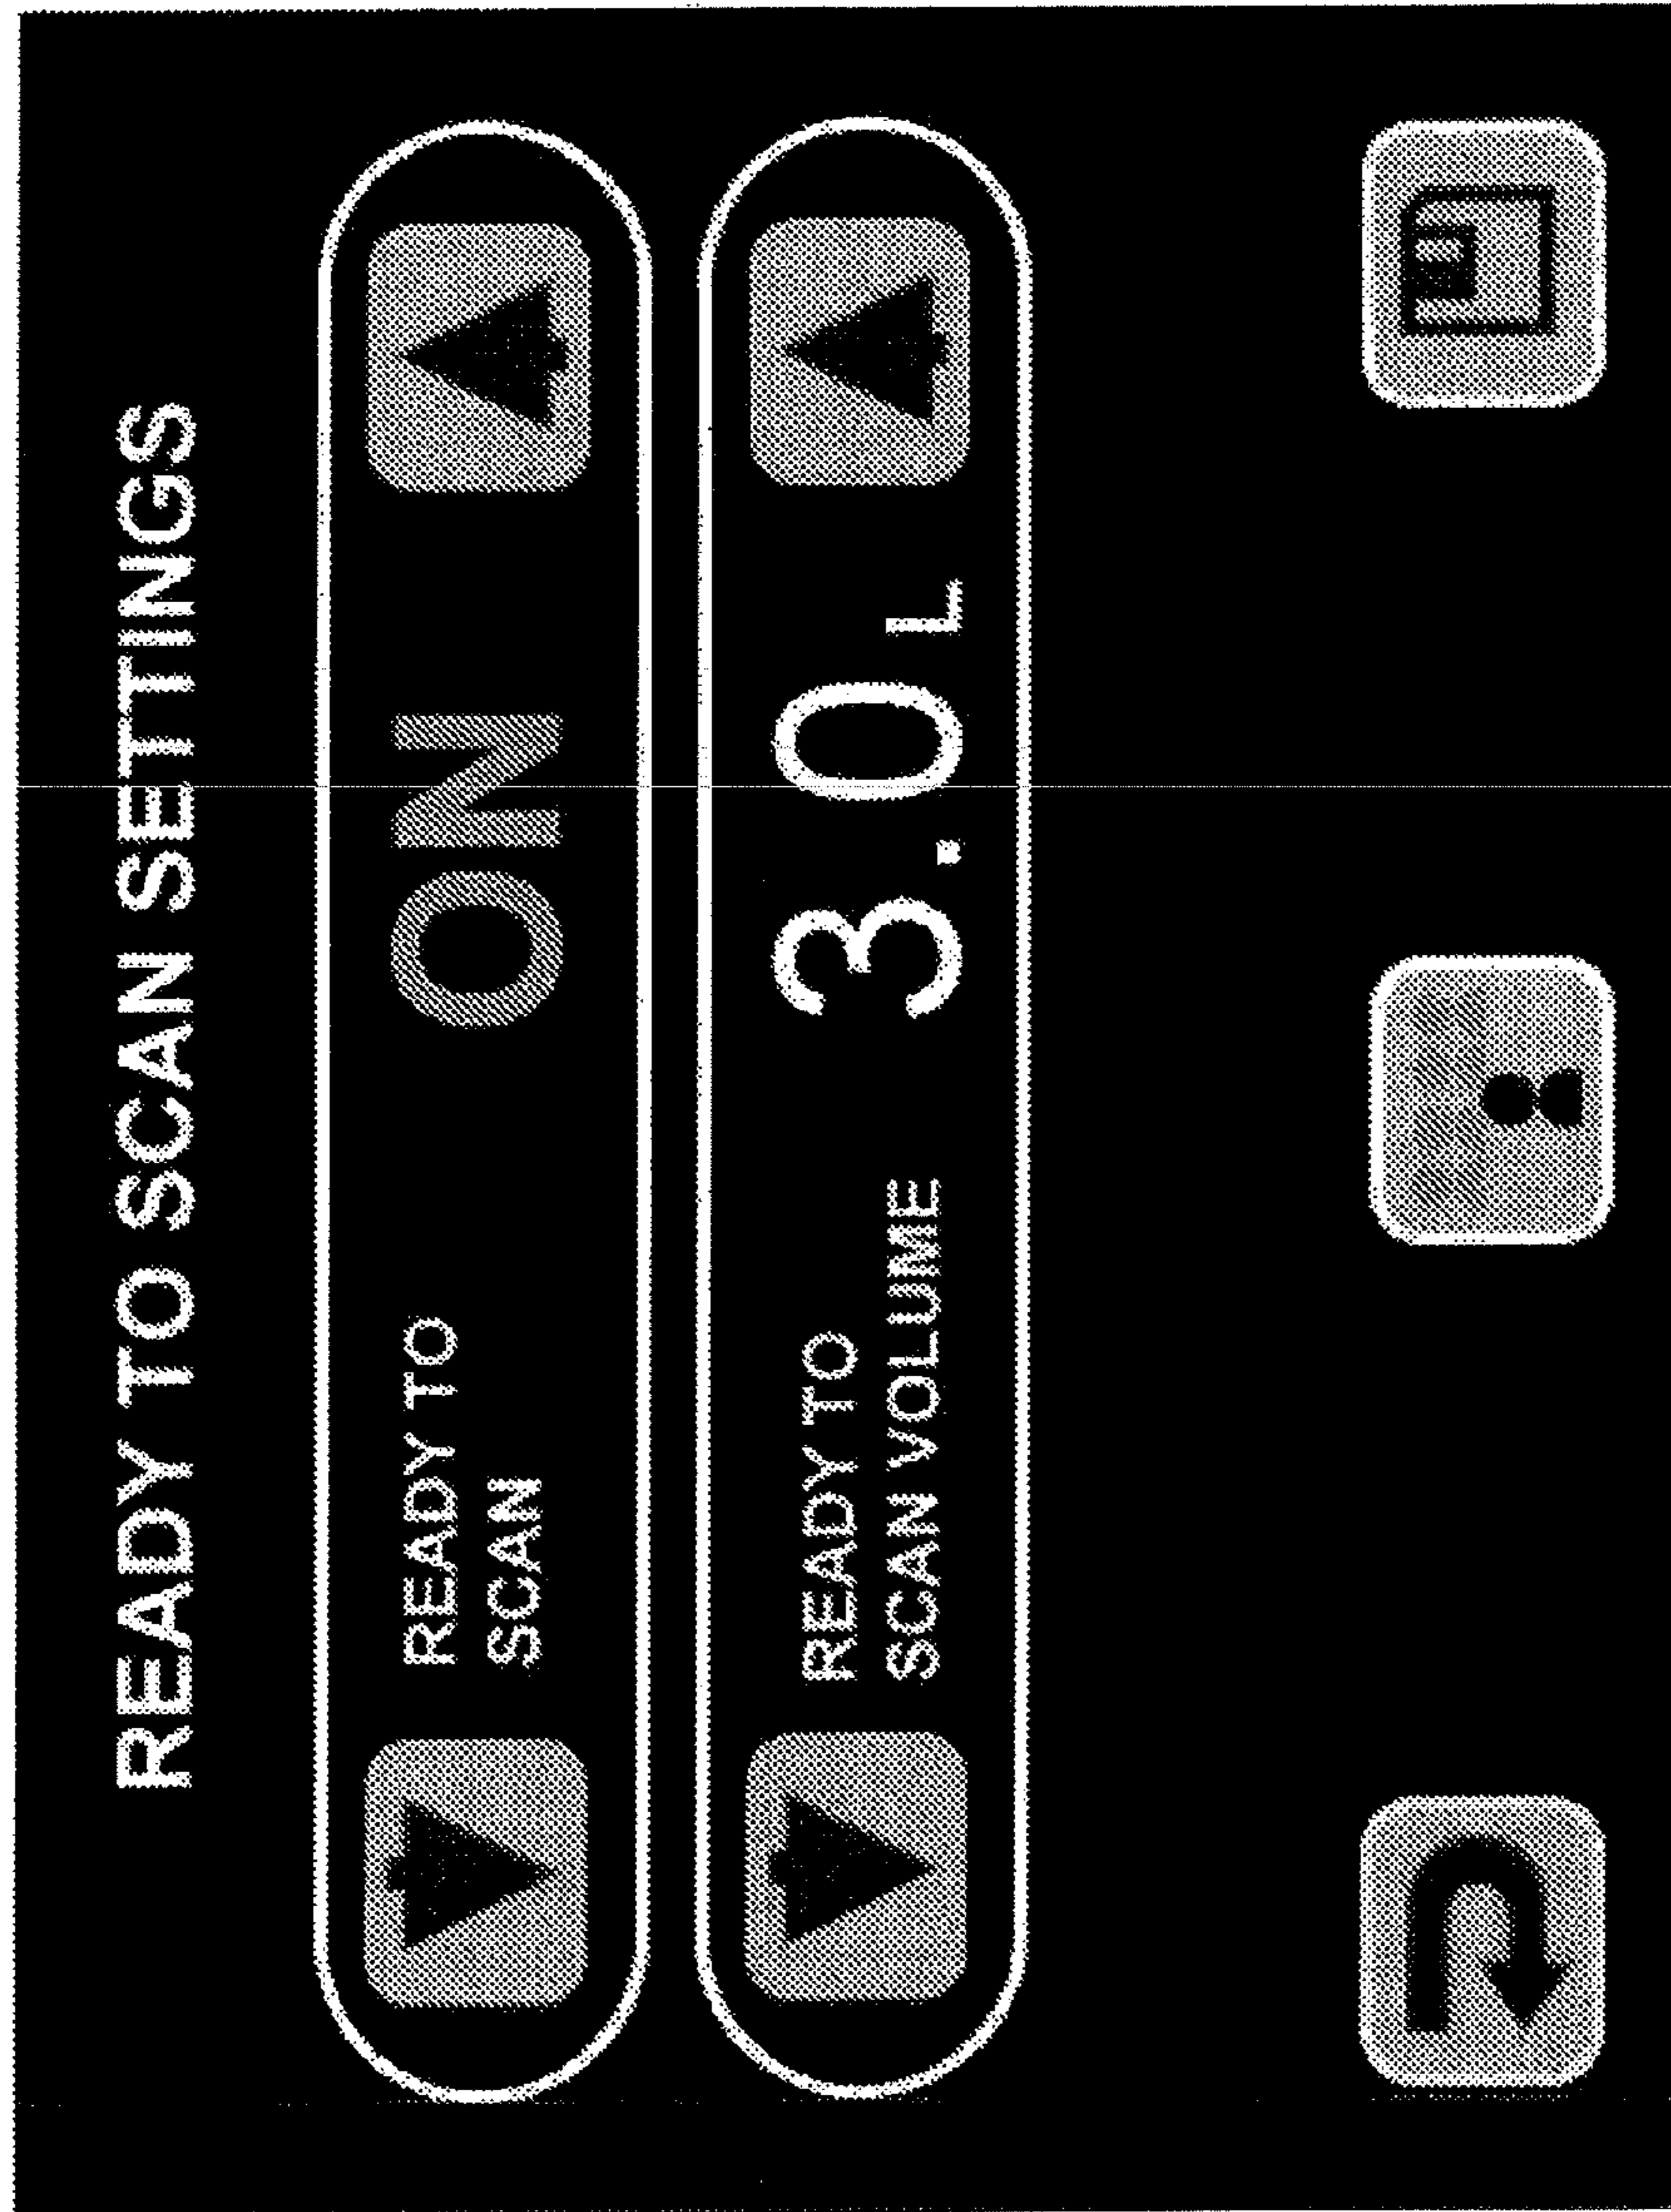 READY TO SCAN SETTINGS
READY TO
SCAN
ON
READY TO
SCAN VOLUME
3.0 L